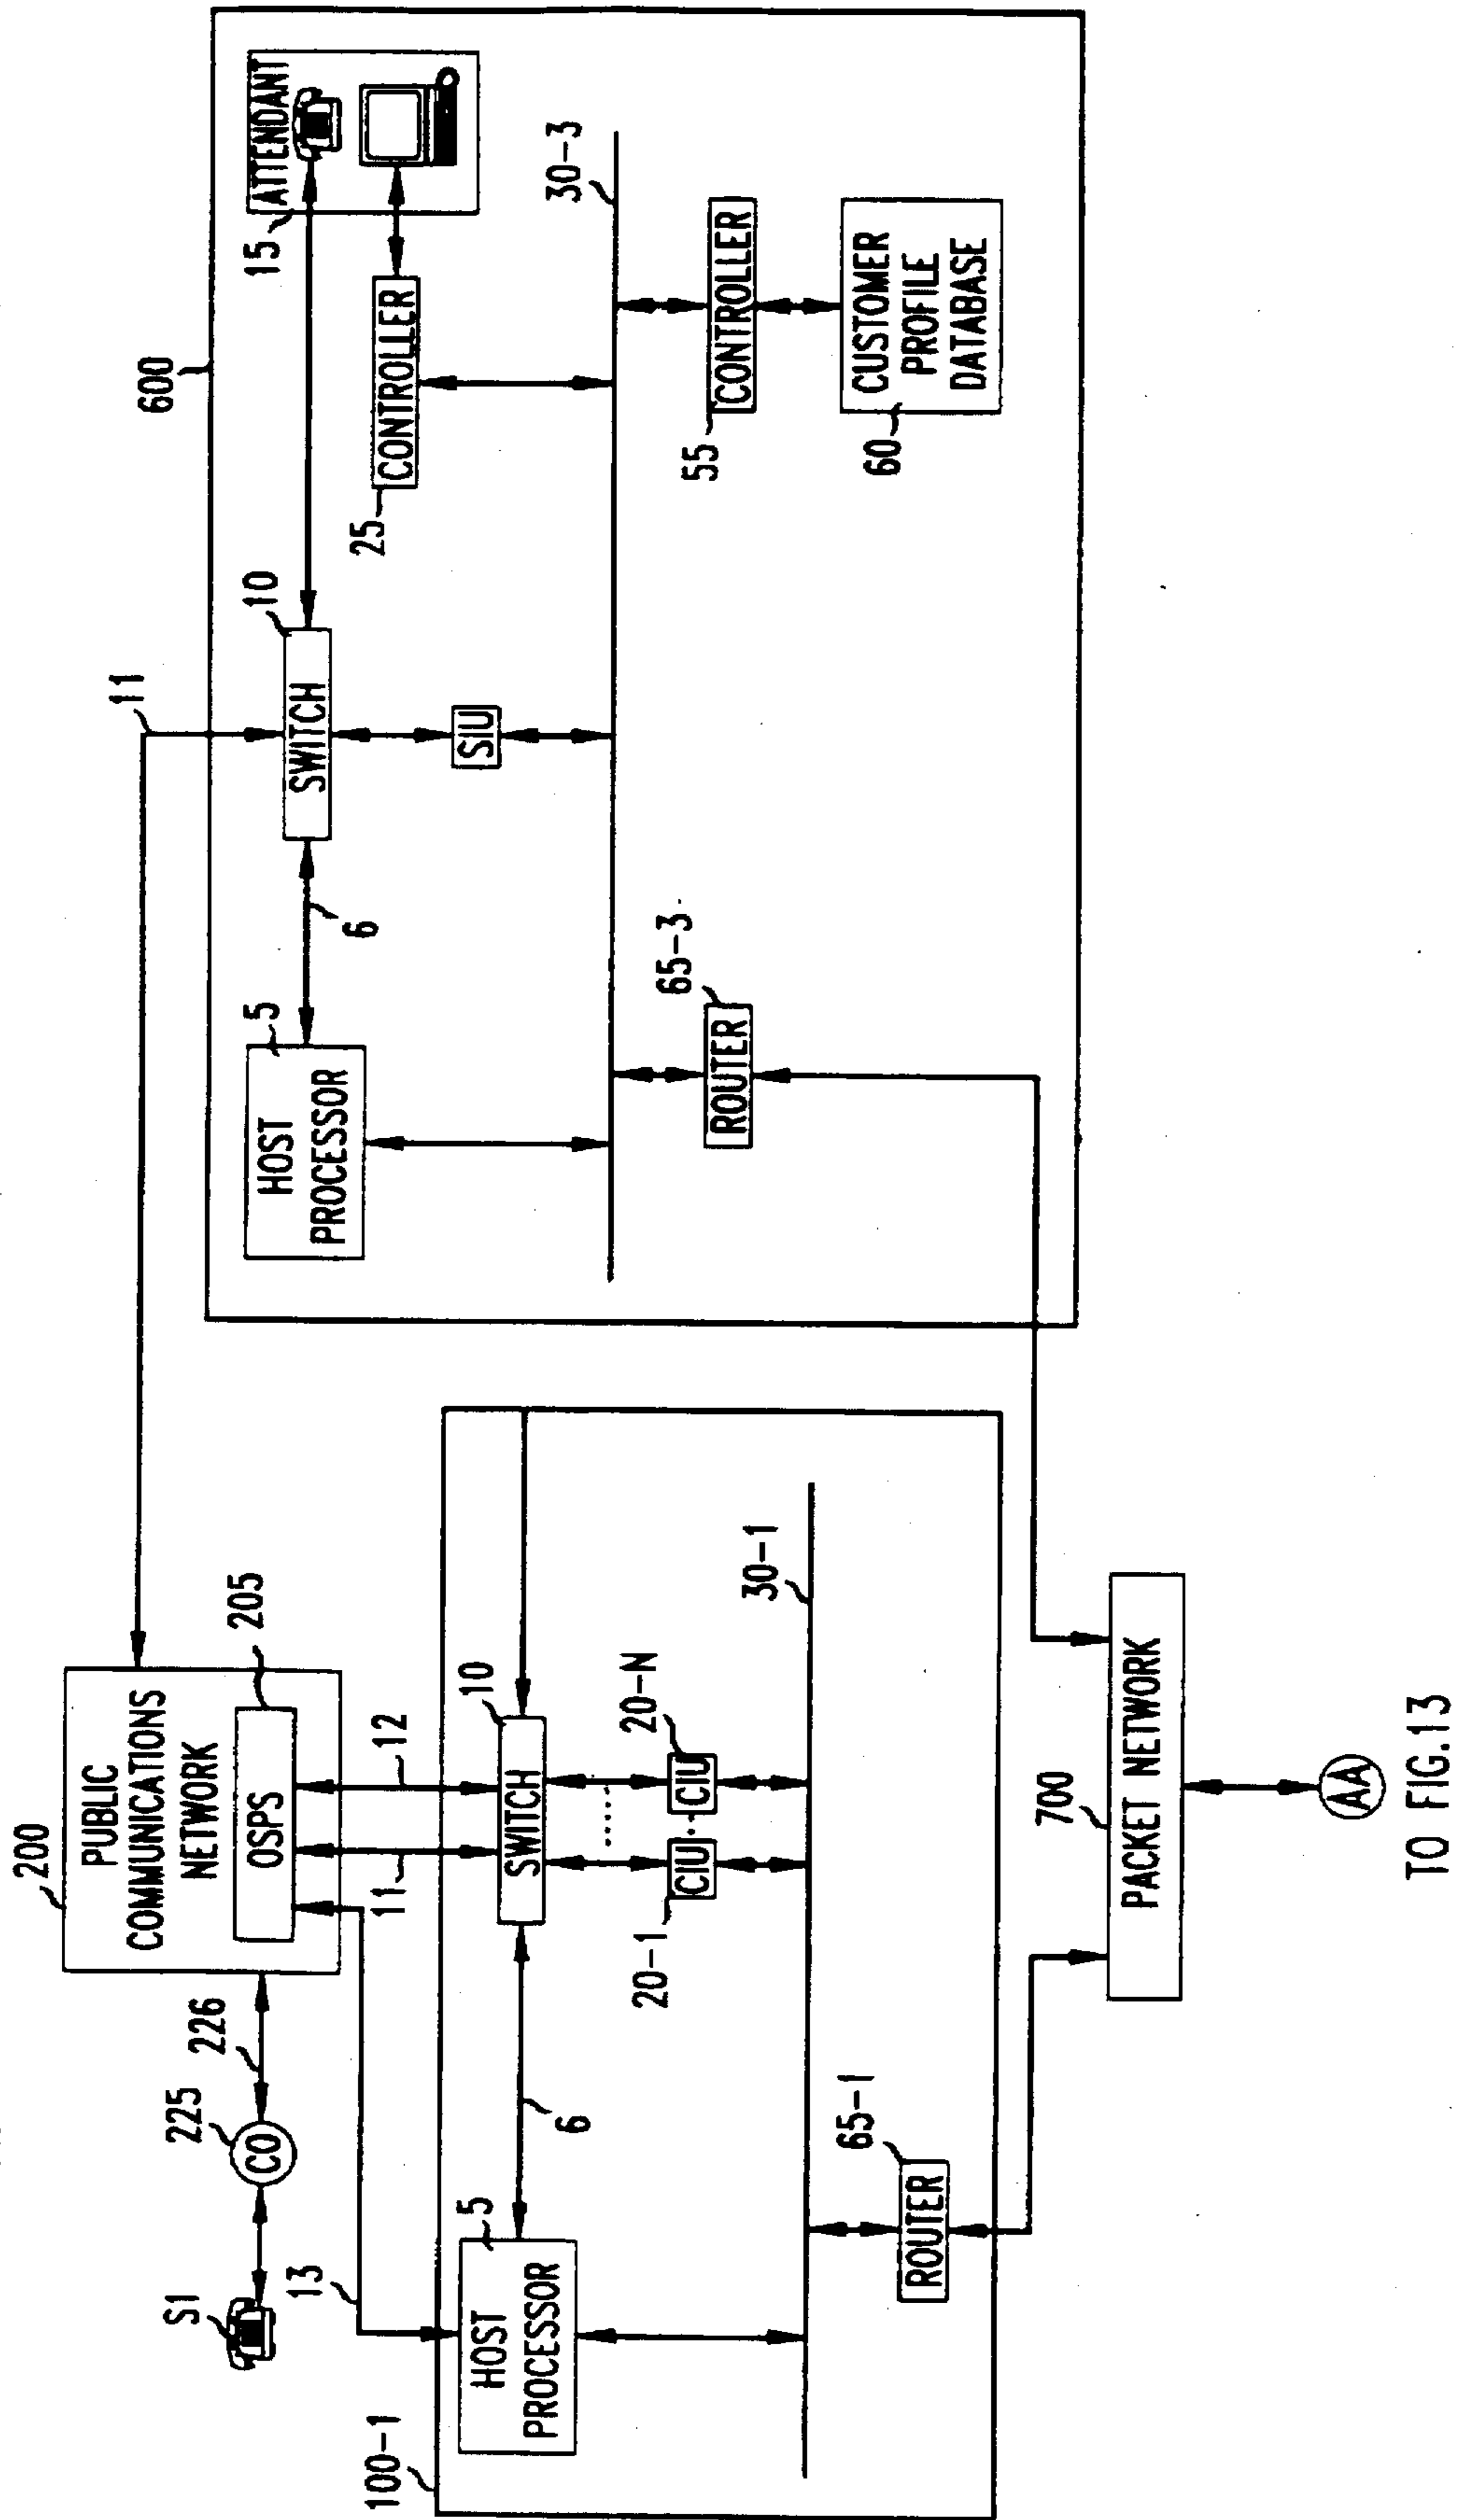 200
PUBLIC
COMMUNICATIONS
NETWORK
OSPS
205
S1
CO
225
226
13
11
12
100-1
HOST
PROCESSOR
5
6
SWITCH
10
20-1
CIU
CIU
20-N
30-1
ROUTER
65-1
11
600
HOST
PROCESSOR
5
6
SWITCH
10
SIU
15
ATTENDANT
25
CONTROLLER
30-3
ROUTER
65-3
55
CONTROLLER
60
CUSTOMER
PROFILE
DATABASE
700
PACKET NETWORK
AA
TO FIG.13